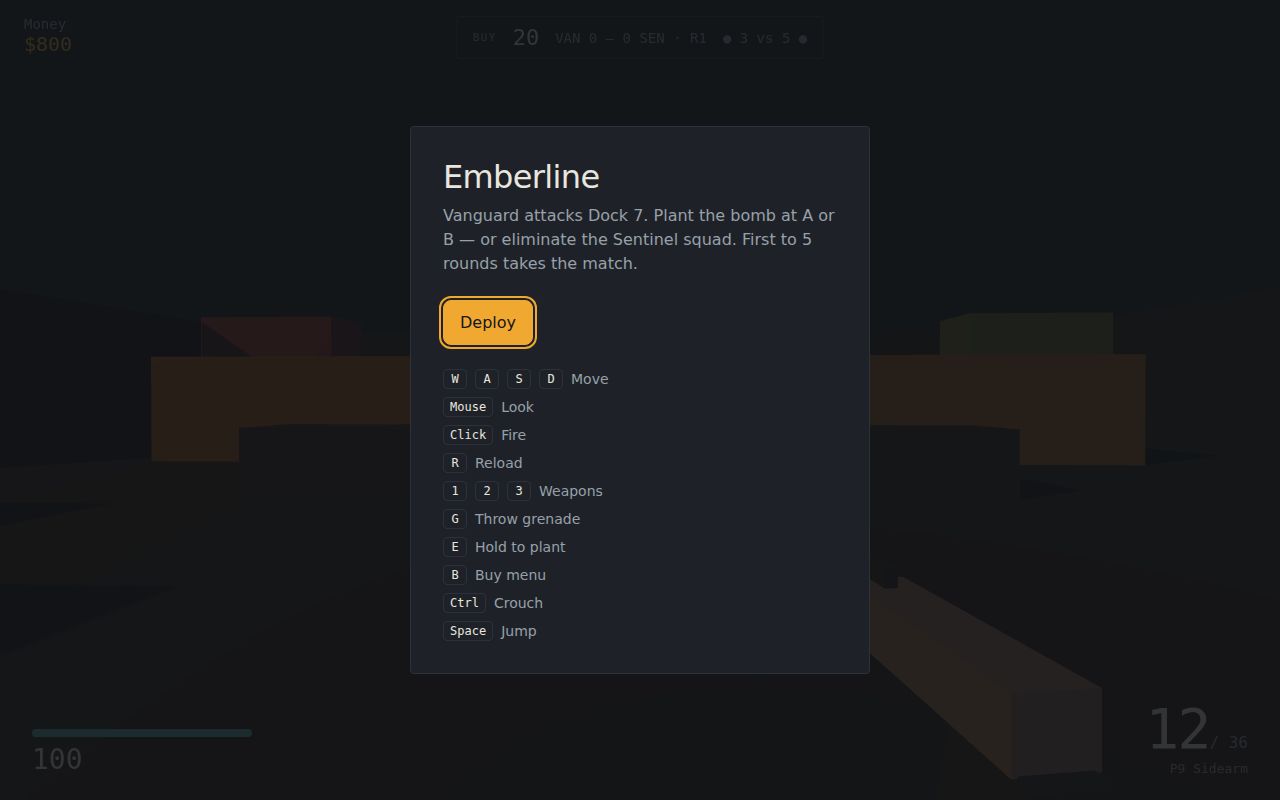 Money
$800
BUY 20 VAN 0 — 0 SEN · R1 ● 3 vs 5 ●
Emberline
Vanguard attacks Dock 7. Plant the bomb at A or
B — or eliminate the Sentinel squad. First to 5
rounds takes the match.
Deploy
W A S D Move
Mouse Look
Click Fire
R Reload
1 2 3 Weapons
G Throw grenade
E Hold to plant
B Buy menu
Ctrl Crouch
Space Jump
100
12 / 36
P9 Sidearm